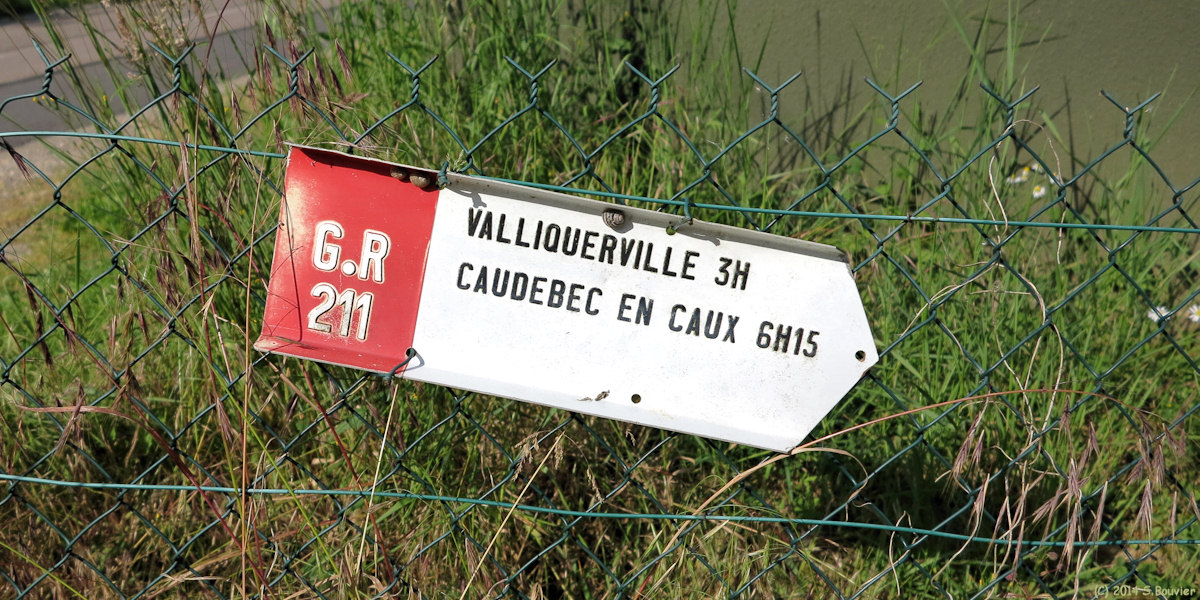 G.R
211
VALLIQUERVILLE 3H
CAUDEBEC EN CAUX 6H15
(C) 2014 S.Bouvier